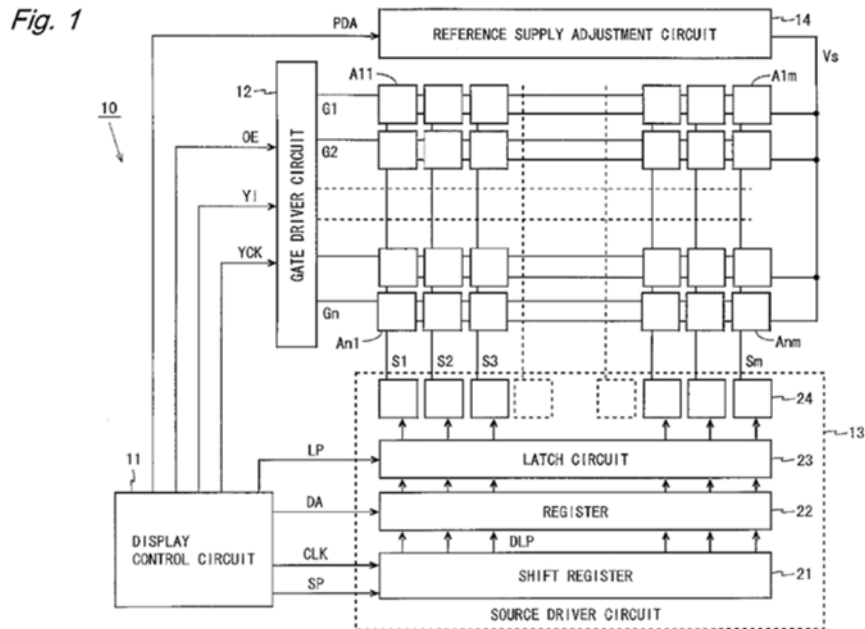 Fig. 1
PDA
REFERENCE SUPPLY ADJUSTMENT CIRCUIT
14
Vs
A11
A1m
12
10
G1
OE
G2
GATE DRIVER CIRCUIT
YI
YCK
Gn
An1
Anm
S1
S2
S3
Sm
24
13
11
LP
LATCH CIRCUIT
23
DA
REGISTER
22
DISPLAY
CONTROL CIRCUIT
DLP
CLK
SHIFT REGISTER
21
SP
SOURCE DRIVER CIRCUIT